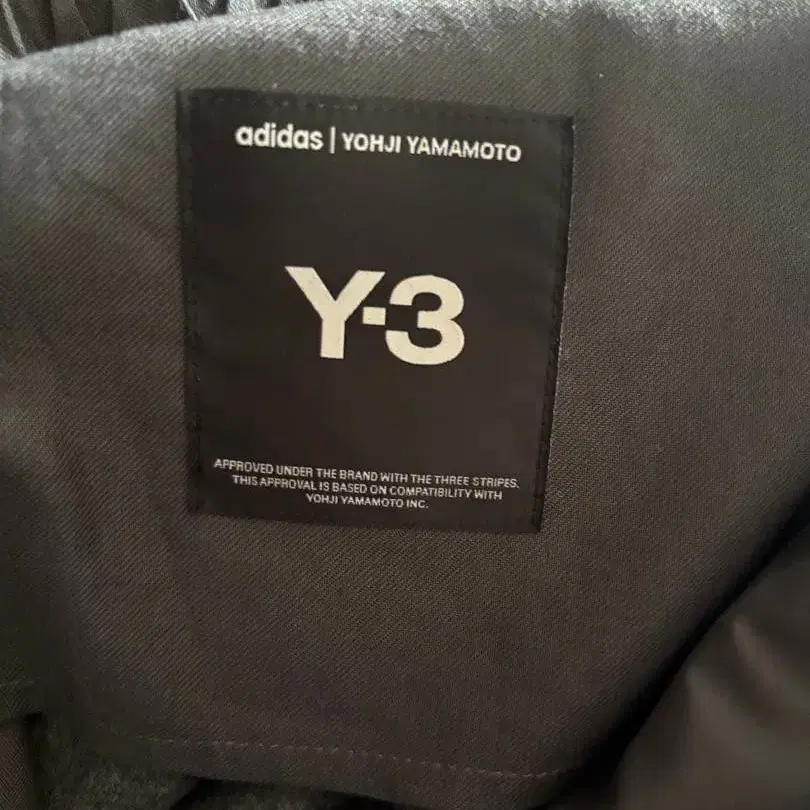 adidas | YOHJI YAMAMOTO
Y-3
APPROVED UNDER THE BRAND WITH THE THREE STRIPES.
THIS APPROVAL IS BASED ON COMPATIBILITY WITH
YOHJI YAMAMOTO INC.